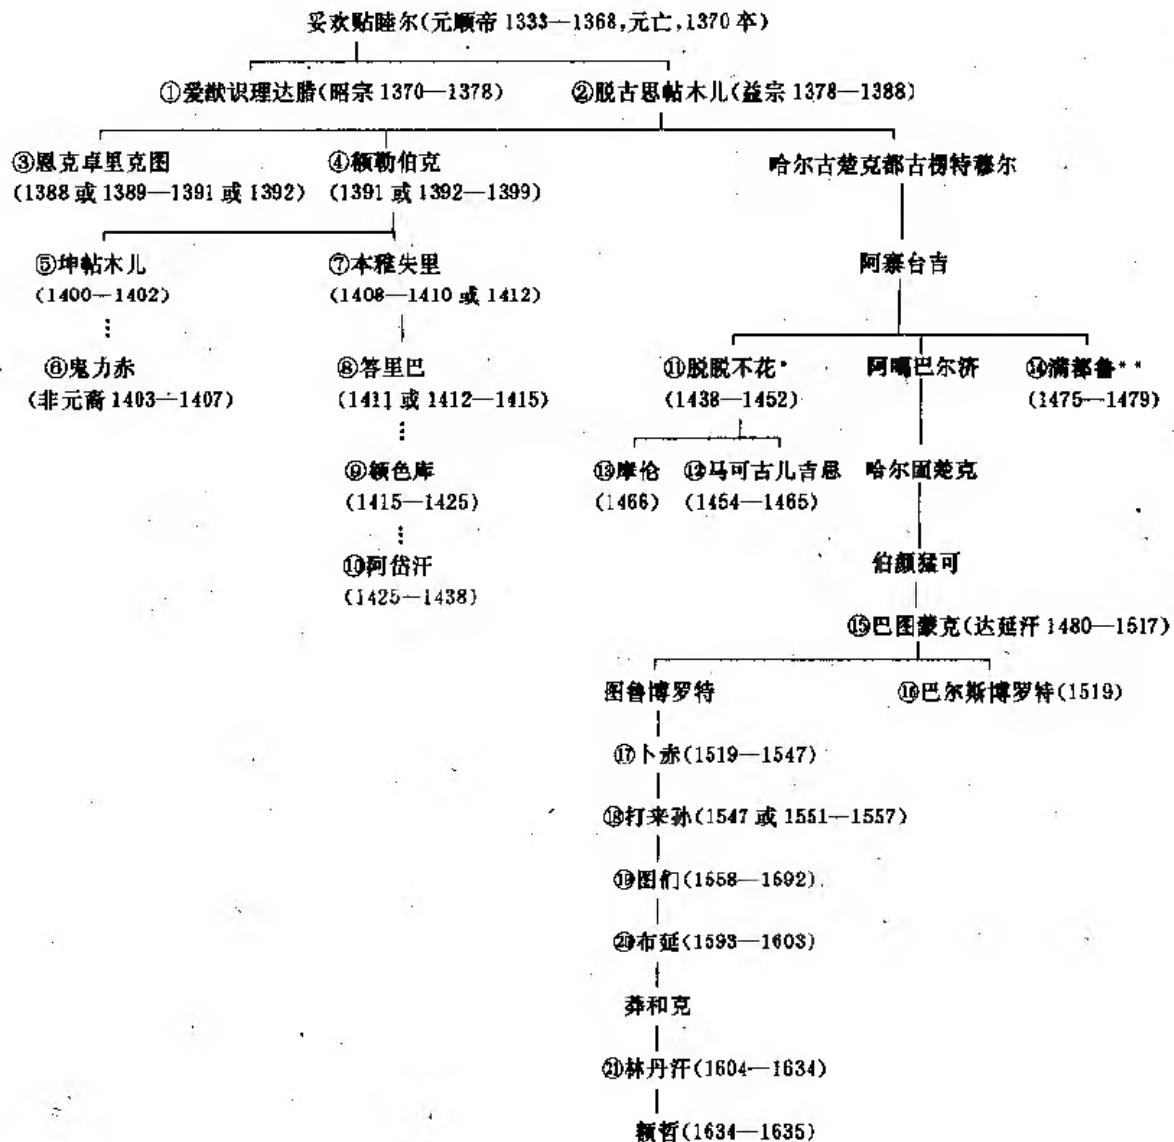 妥欢贴睦尔(元顺帝 1333—1368,元亡,1370 卒)
①爱猷识理达腊(昭宗 1370—1378)
②脱古思帖木儿(益宗 1378—1388)
③恩克卓里克图
④额勒伯克
哈尔古楚克都古楞特穆尔
(1388 或 1389—1391 或 1392)
(1391 或 1392—1399)
⑤坤帖木儿
⑦本雅失里
阿寨台吉
(1400—1402)
(1408—1410 或 1412)
⑥鬼力赤
⑧答里巴
⑪脱脱不花*
阿噶巴尔济
⑭满都鲁**
(非元裔 1403—1407)
(1411 或 1412—1415)
(1438—1452)
(1475—1479)
⑨额色库
⑬摩伦
⑫马可古儿吉思
哈尔固楚克
(1415—1425)
(1466)
(1454—1465)
⑩阿岱汗
伯颜猛可
(1425—1438)
⑮巴图蒙克(达延汗 1480—1517)
图鲁博罗特
⑯巴尔斯博罗特(1519)
⑰卜赤(1519—1547)
⑱打来孙(1547 或 1551—1557)
⑲图们(1558—1592)
⑳布延(1593—1603)
莽和克
㉑林丹汗(1604—1634)
额哲(1634—1635)